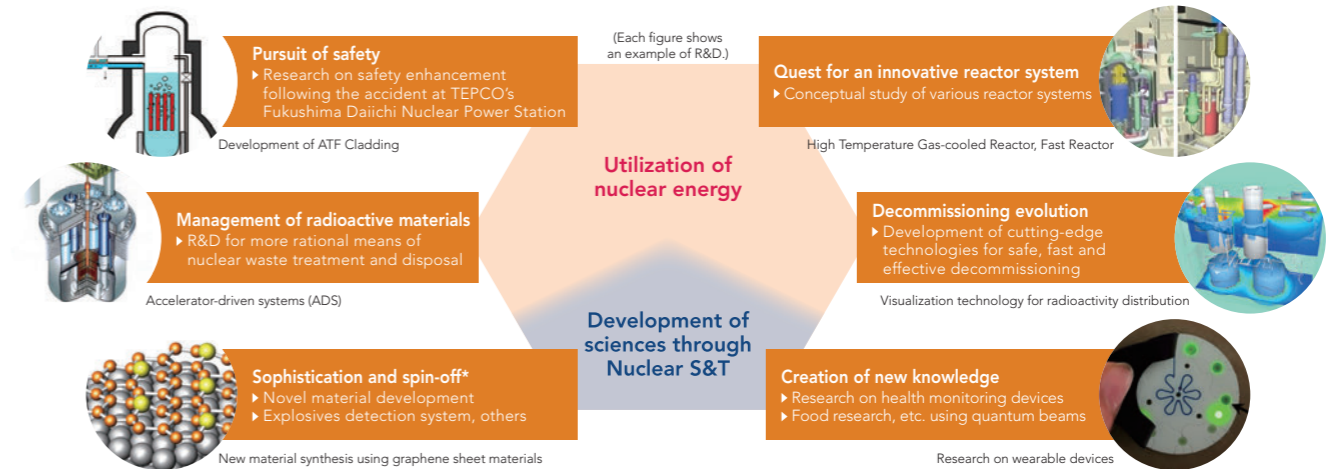 (Each figure shows
an example of R&D.)
Pursuit of safety
Research on safety enhancement
following the accident at TEPCO's
Fukushima Daiichi Nuclear Power Station
Development of ATF Cladding
Quest for an innovative reactor system
Conceptual study of various reactor systems
High Temperature Gas-cooled Reactor, Fast Reactor
Utilization of
nuclear energy
Management of radioactive materials
R&D for more rational means of
nuclear waste treatment and disposal
Accelerator-driven systems (ADS)
Decommissioning evolution
Development of cutting-edge
technologies for safe, fast and
effective decommissioning
Visualization technology for radioactivity distribution
Development of
sciences through
Nuclear S&T
Sophistication and spin-off*
Novel material development
Explosives detection system, others
New material synthesis using graphene sheet materials
Creation of new knowledge
Research on health monitoring devices
Food research, etc. using quantum beams
Research on wearable devices